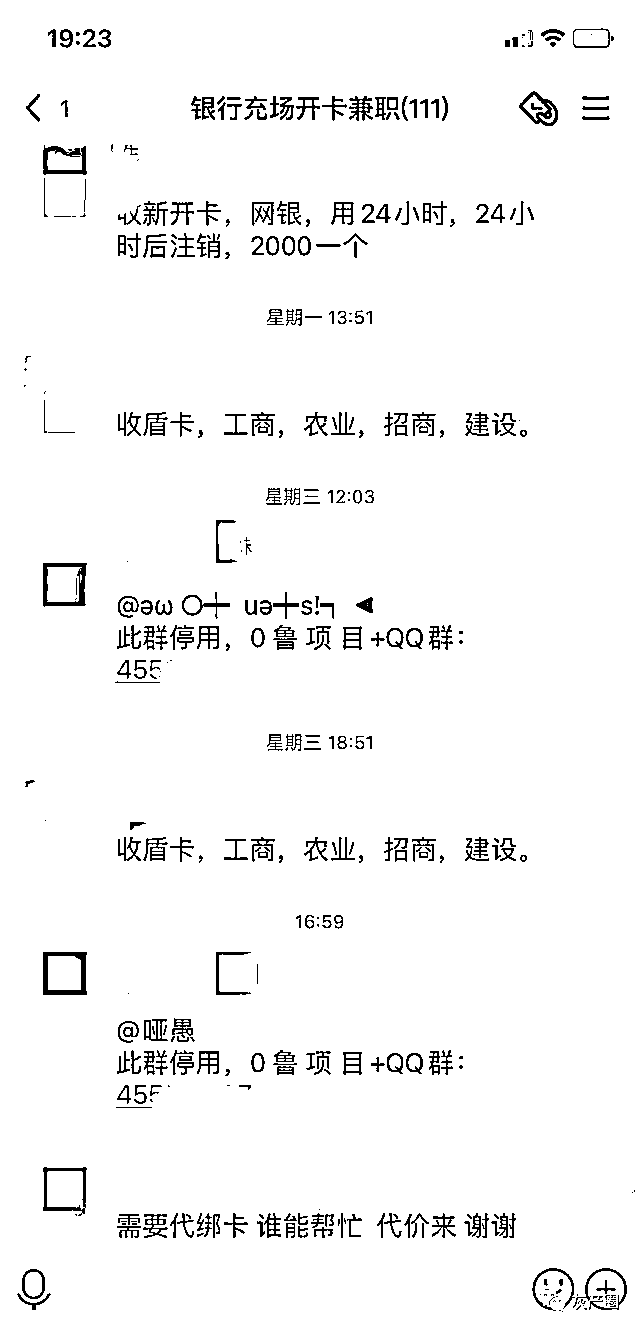 19:23
1
银行充场开卡兼职(111)
收新开卡，网银，用24小时，24小
时后注销，2000一个
星期一 13:51
收盾卡，工商，农业，招商，建设。
星期三 12:03
此群停用，0 鲁 项 目+QQ群：
455
星期三 18:51
收盾卡，工商，农业，招商，建设。
16:59
@哑愚
此群停用，0 鲁 项 目+QQ群：
455
需要代绑卡 谁能帮忙 代价来 谢谢
灰产圈